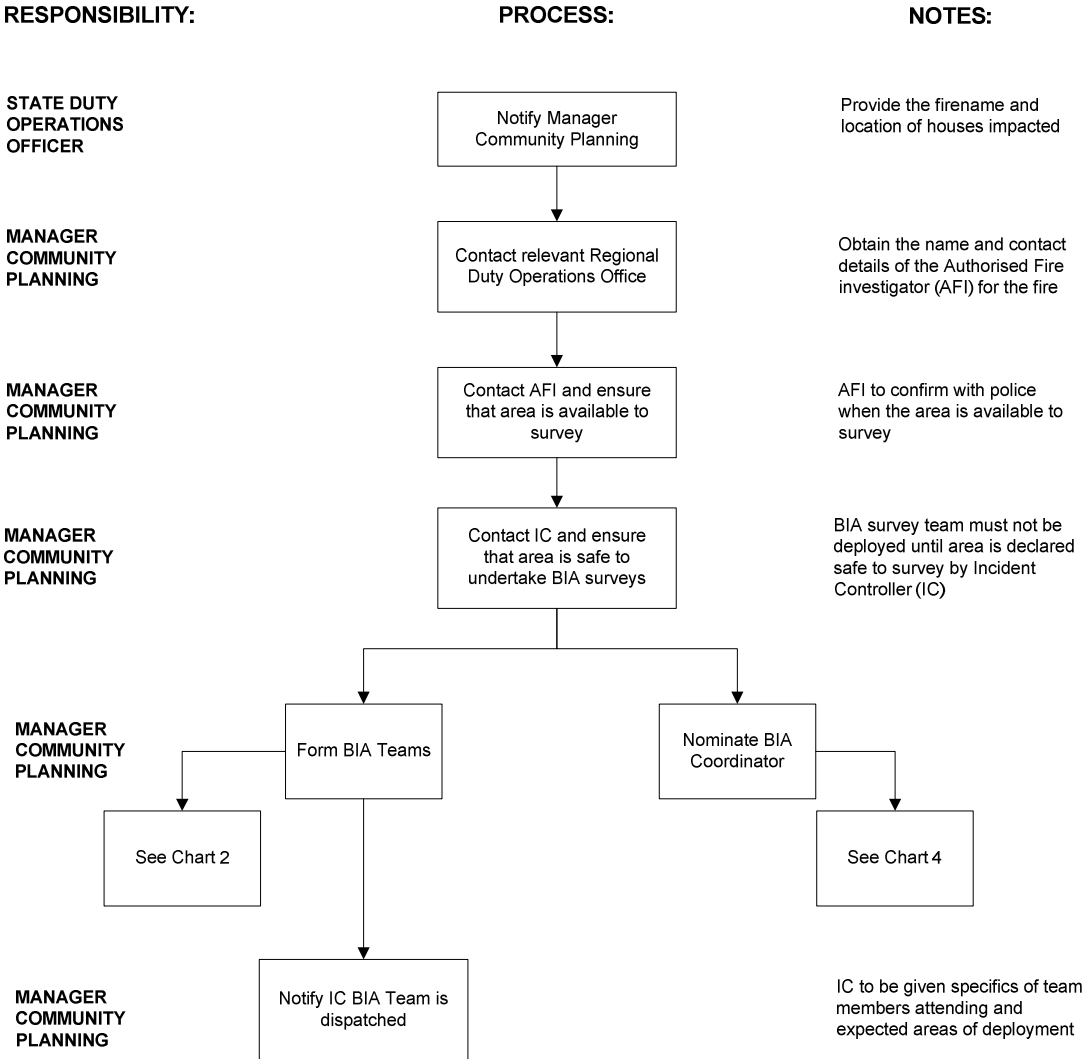 RESPONSIBILITY:
PROCESS:
NOTES:
STATE DUTY
OPERATIONS
OFFICER
Notify Manager
Community Planning
Provide the firename and
location of houses impacted
MANAGER
COMMUNITY
PLANNING
Contact relevant Regional
Duty Operations Office
Obtain the name and contact
details of the Authorised Fire
investigator (AFI) for the fire
MANAGER
COMMUNITY
PLANNING
Contact AFI and ensure
that area is available to
survey
AFI to confirm with police
when the area is available to
survey
MANAGER
COMMUNITY
PLANNING
Contact IC and ensure
that area is safe to
undertake BIA surveys
BIA survey team must not be
deployed until area is declared
safe to survey by Incident
Controller (IC)
MANAGER
COMMUNITY
PLANNING
Form BIA Teams
Nominate BIA
Coordinator
See Chart 2
See Chart 4
MANAGER
COMMUNITY
PLANNING
Notify IC BIA Team is
dispatched
IC to be given specifics of team
members attending and
expected areas of deployment